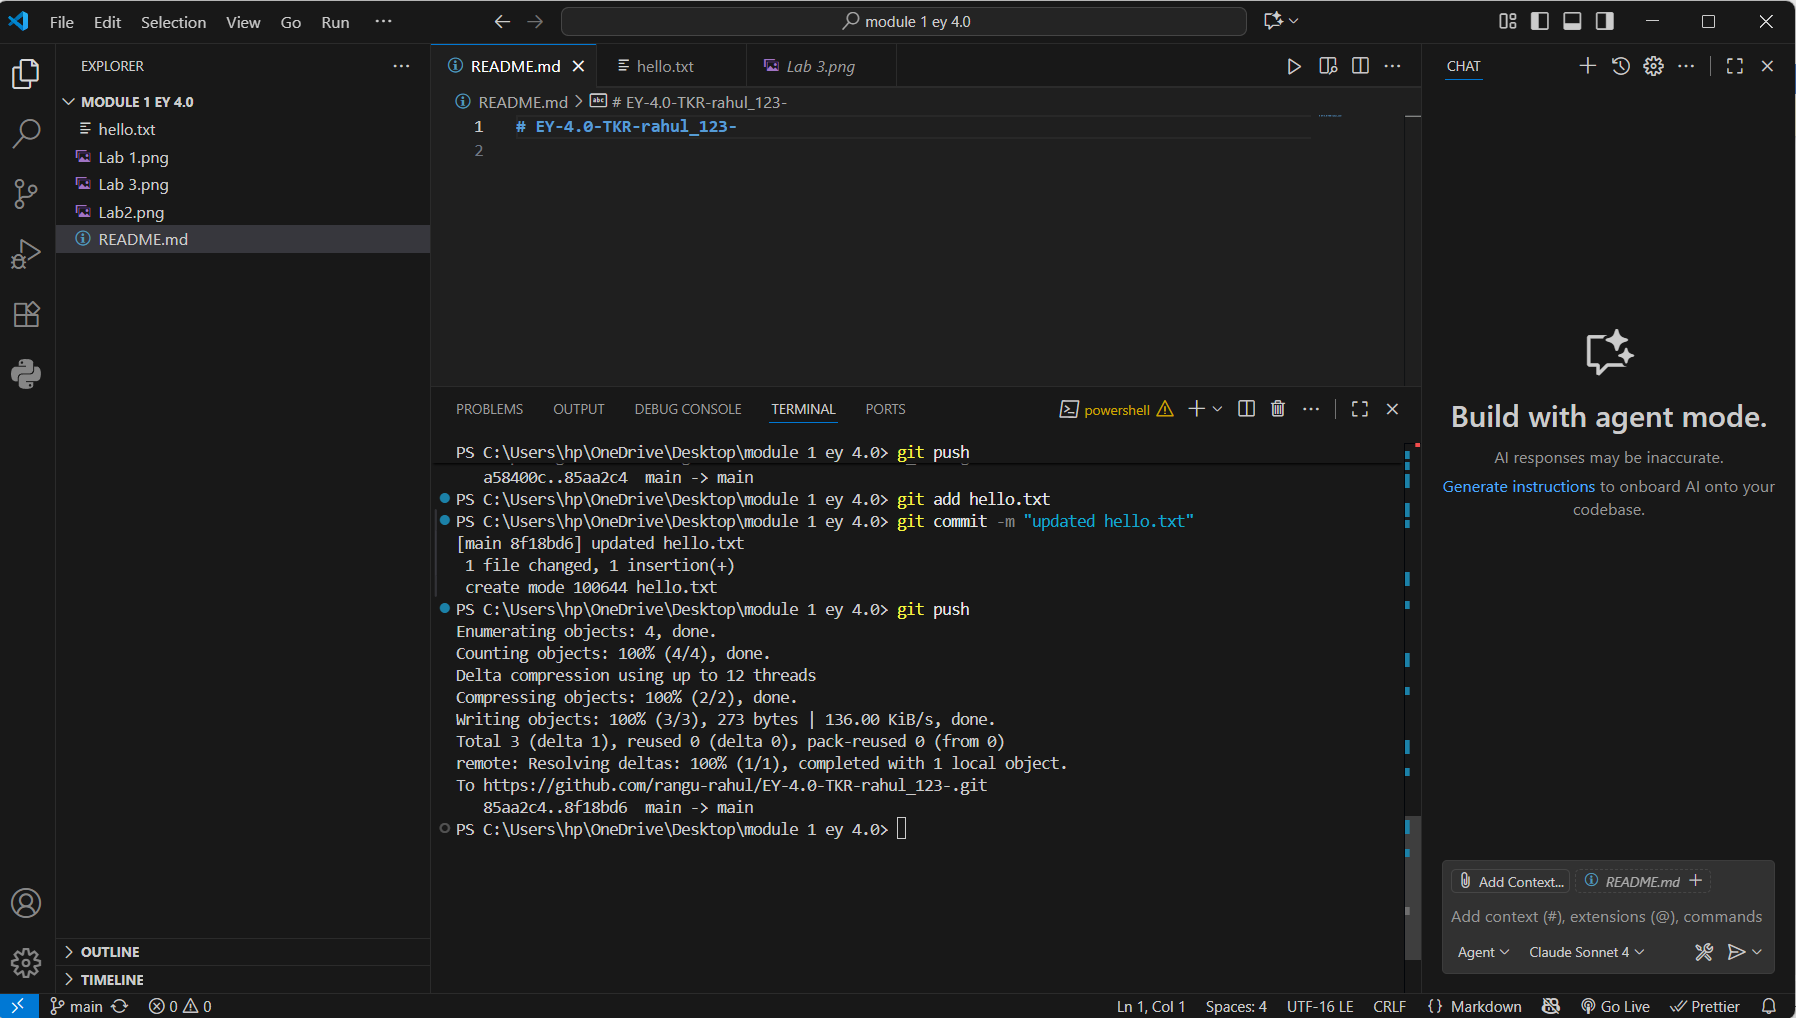 File Edit Selection View Go Run ···
module 1 ey 4.0
EXPLORER
MODULE 1 EY 4.0
hello.txt
Lab 1.png
Lab 3.png
Lab2.png
README.md
OUTLINE
TIMELINE
README.md
hello.txt
Lab 3.png
README.md > # EY-4.0-TKR-rahul_123-
1 # EY-4.0-TKR-rahul_123-
2
PROBLEMS OUTPUT DEBUG CONSOLE TERMINAL PORTS
powershell
PS C:\Users\hp\OneDrive\Desktop\module 1 ey 4.0> git push
a58400c..85aa2c4  main -> main
PS C:\Users\hp\OneDrive\Desktop\module 1 ey 4.0> git add hello.txt
PS C:\Users\hp\OneDrive\Desktop\module 1 ey 4.0> git commit -m "updated hello.txt"
[main 8f18bd6] updated hello.txt
1 file changed, 1 insertion(+)
create mode 100644 hello.txt
PS C:\Users\hp\OneDrive\Desktop\module 1 ey 4.0> git push
Enumerating objects: 4, done.
Counting objects: 100% (4/4), done.
Delta compression using up to 12 threads
Compressing objects: 100% (2/2), done.
Writing objects: 100% (3/3), 273 bytes | 136.00 KiB/s, done.
Total 3 (delta 1), reused 0 (delta 0), pack-reused 0 (from 0)
remote: Resolving deltas: 100% (1/1), completed with 1 local object.
To https://github.com/rangu-rahul/EY-4.0-TKR-rahul_123-.git
85aa2c4..8f18bd6  main -> main
PS C:\Users\hp\OneDrive\Desktop\module 1 ey 4.0>
CHAT
Build with agent mode.
AI responses may be inaccurate.
Generate instructions to onboard AI onto your
codebase.
Add Context... README.md +
Add context (#), extensions (@), commands
Agent Claude Sonnet 4
main 0 0
Ln 1, Col 1 Spaces: 4 UTF-16 LE CRLF {} Markdown Go Live Prettier